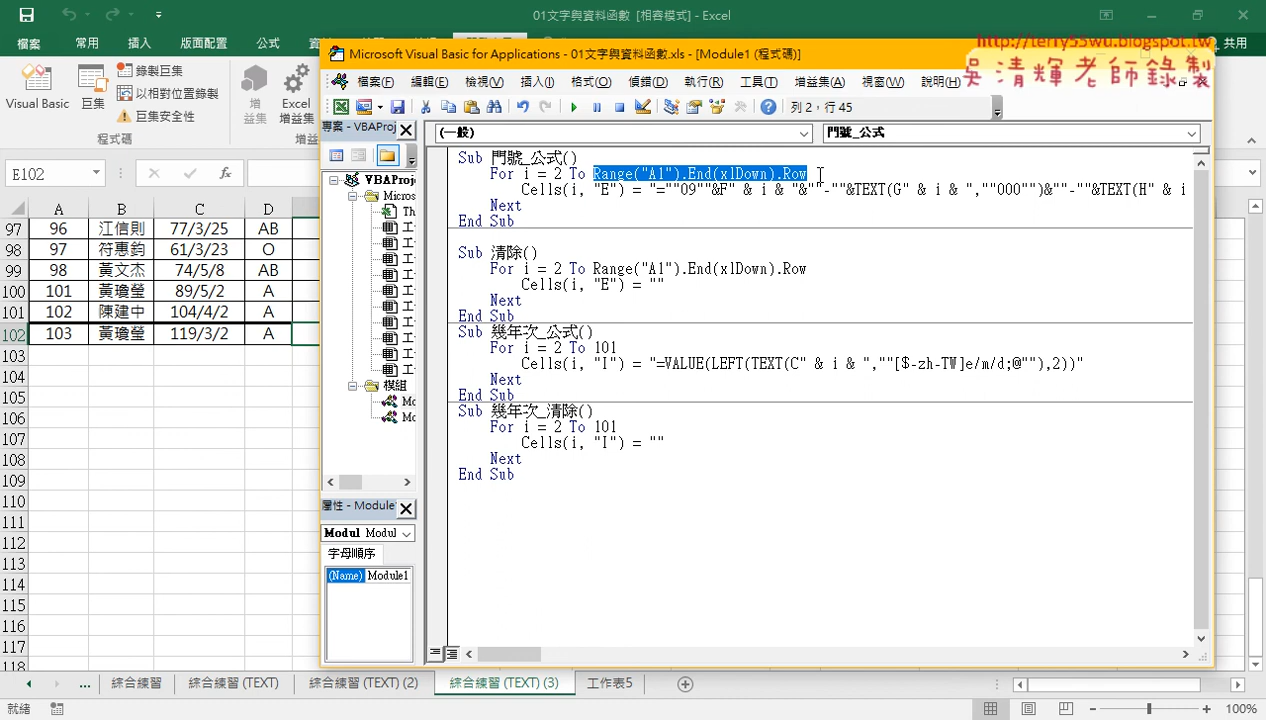 01文字與資料函數 [相容模式] - Excel
檔案 常用 插入 版面配置 公式 共用
Visual Basic 巨集 錄製巨集 以相對位置錄製 巨集安全性 增益集 Excel 增益集
程式碼
E102
A B C D
97 96 江信則 77/3/25 AB
98 97 符惠鈞 61/3/23 O
99 98 黃文杰 74/5/8 AB
100 101 黃瓊瑩 89/5/2 A
101 102 陳建中 104/4/2 A
102 103 黃瓊瑩 119/3/2 A
103
104
105
106
107
108
109
110
111
112
113
114
115
116
117
118
http://terry55wu.blogspot.tw
吳清輝老師錄製
Microsoft Visual Basic for Applications - 01文字與資料函數.xls - [Module1 (程式碼)]
檔案(F) 編輯(E) 檢視(V) 插入(I) 格式(O) 偵錯(D) 執行(R) 工具(T) 增益集(A) 視窗(W) 說明(H)
列 2，行 45
專案 - VBAProj
VBAProj
Micros
Th
工
工
工
工
工
工
工
工
工
工
模組
Mo
Mo
屬性 - Module
Modul Modul
字母順序
(Name) Module1
(一般) 門號_公式
Sub 門號_公式()
For i = 2 To Range("A1").End(xlDown).Row
Cells(i, "E") = "=""09""&F" & i & "&""-""&TEXT(G" & i & ",""000"")&""-""&TEXT(H" & i
Next
End Sub
Sub 清除()
For i = 2 To Range("A1").End(xlDown).Row
Cells(i, "E") = ""
Next
End Sub
Sub 幾年次_公式()
For i = 2 To 101
Cells(i, "I") = "=VALUE(LEFT(TEXT(C" & i & ",""[$-zh-TW]e/m/d;@""),2))"
Next
End Sub
Sub 幾年次_清除()
For i = 2 To 101
Cells(i, "I") = ""
Next
End Sub
... 綜合練習 綜合練習(TEXT) 綜合練習(TEXT) (2) 綜合練習(TEXT) (3) 工作表5
就緒 100%